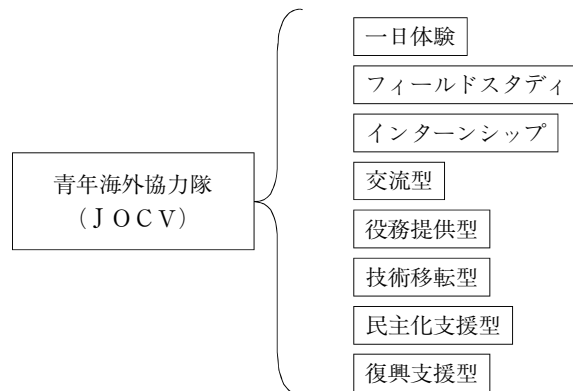 青年海外協力隊
(ＪＯＣＶ)
一日体験
フィールドスタディ
インターンシップ
交流型
役務提供型
技術移転型
民主化支援型
復興支援型